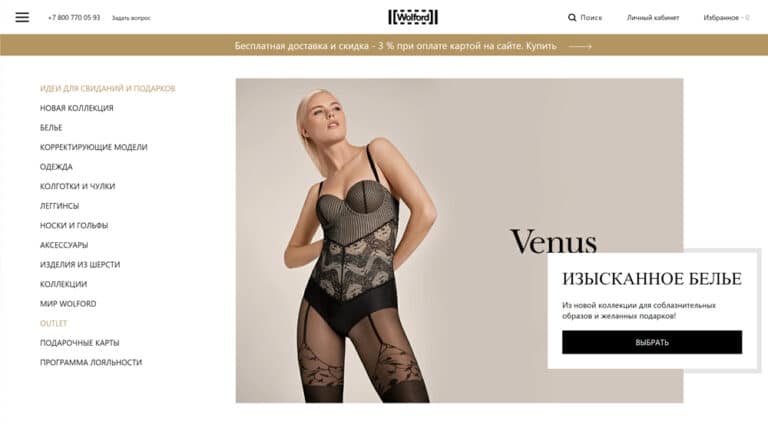 +7 800 770 05 93
Задать вопрос
Wolford
Поиск
Личный кабинет
Избранное - 0
Бесплатная доставка и скидка - 3 % при оплате картой на сайте. Купить
ИДЕИ ДЛЯ СВИДАНИЙ И ПОДАРКОВ
НОВАЯ КОЛЛЕКЦИЯ
БЕЛЬЕ
КОРРЕКТИРУЮЩИЕ МОДЕЛИ
ОДЕЖДА
КОЛГОТКИ И ЧУЛКИ
ЛЕГГИНСЫ
НОСКИ И ГОЛЬФЫ
АКСЕССУАРЫ
ИЗДЕЛИЯ ИЗ ШЕРСТИ
КОЛЛЕКЦИИ
МИР WOLFORD
OUTLET
ПОДАРОЧНЫЕ КАРТЫ
ПРОГРАММА ЛОЯЛЬНОСТИ
Venus
ИЗЫСКАННОЕ БЕЛЬЕ
Из новой коллекции для соблазнительных
образов и желанных подарков!
ВЫБРАТЬ